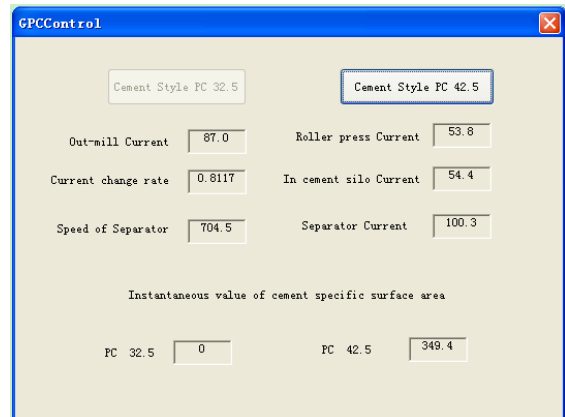 GPCControl
Cement Style PC 32.5 Cement Style PC 42.5
Out-mill Current 87.0 Roller press Current 53.8
Current change rate 0.8117 In cement silo Current 54.4
Speed of Separator 704.5 Separator Current 100.3
Instantaneous value of cement specific surface area
PC 32.5 0 PC 42.5 349.4